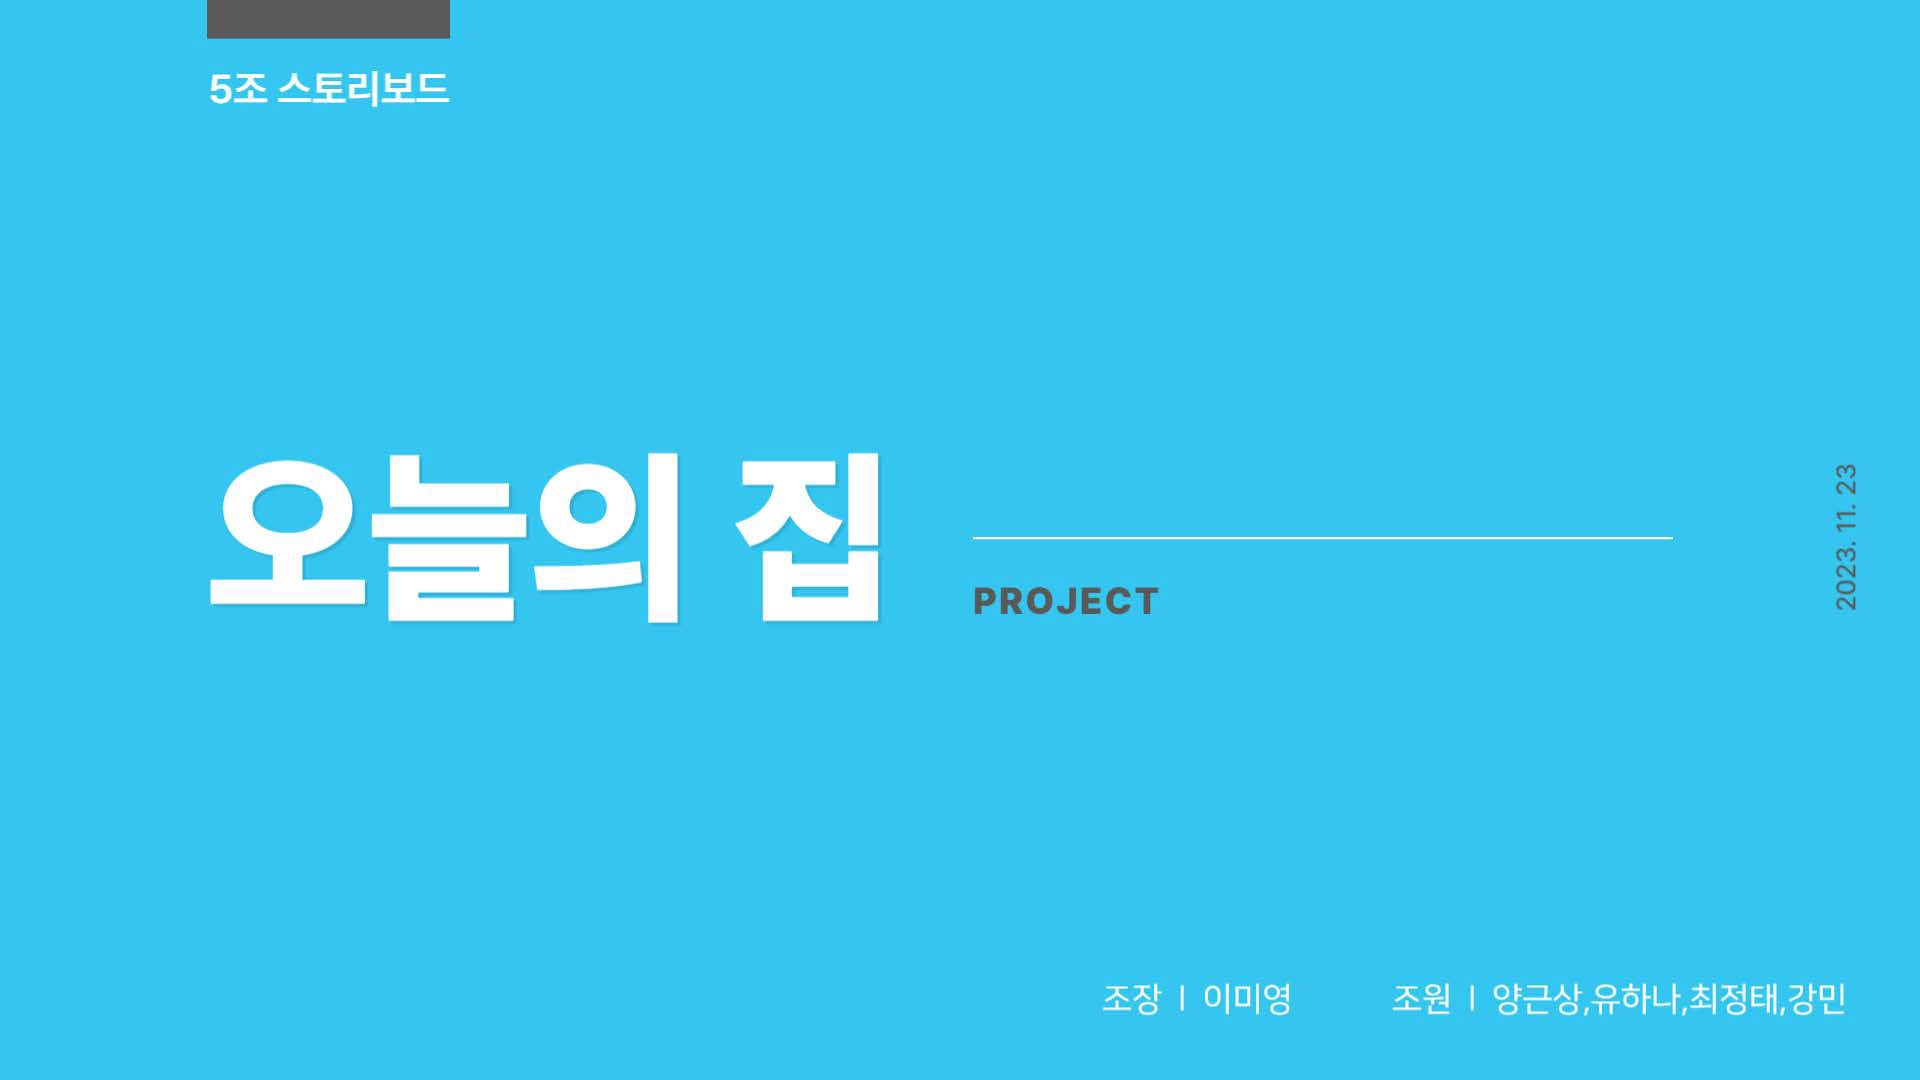 5조 스토리보드
오늘의 집
PROJECT
2023. 11. 23
조장 ㅣ 이미영
조원 ㅣ 양근상,유하나,최정태,강민